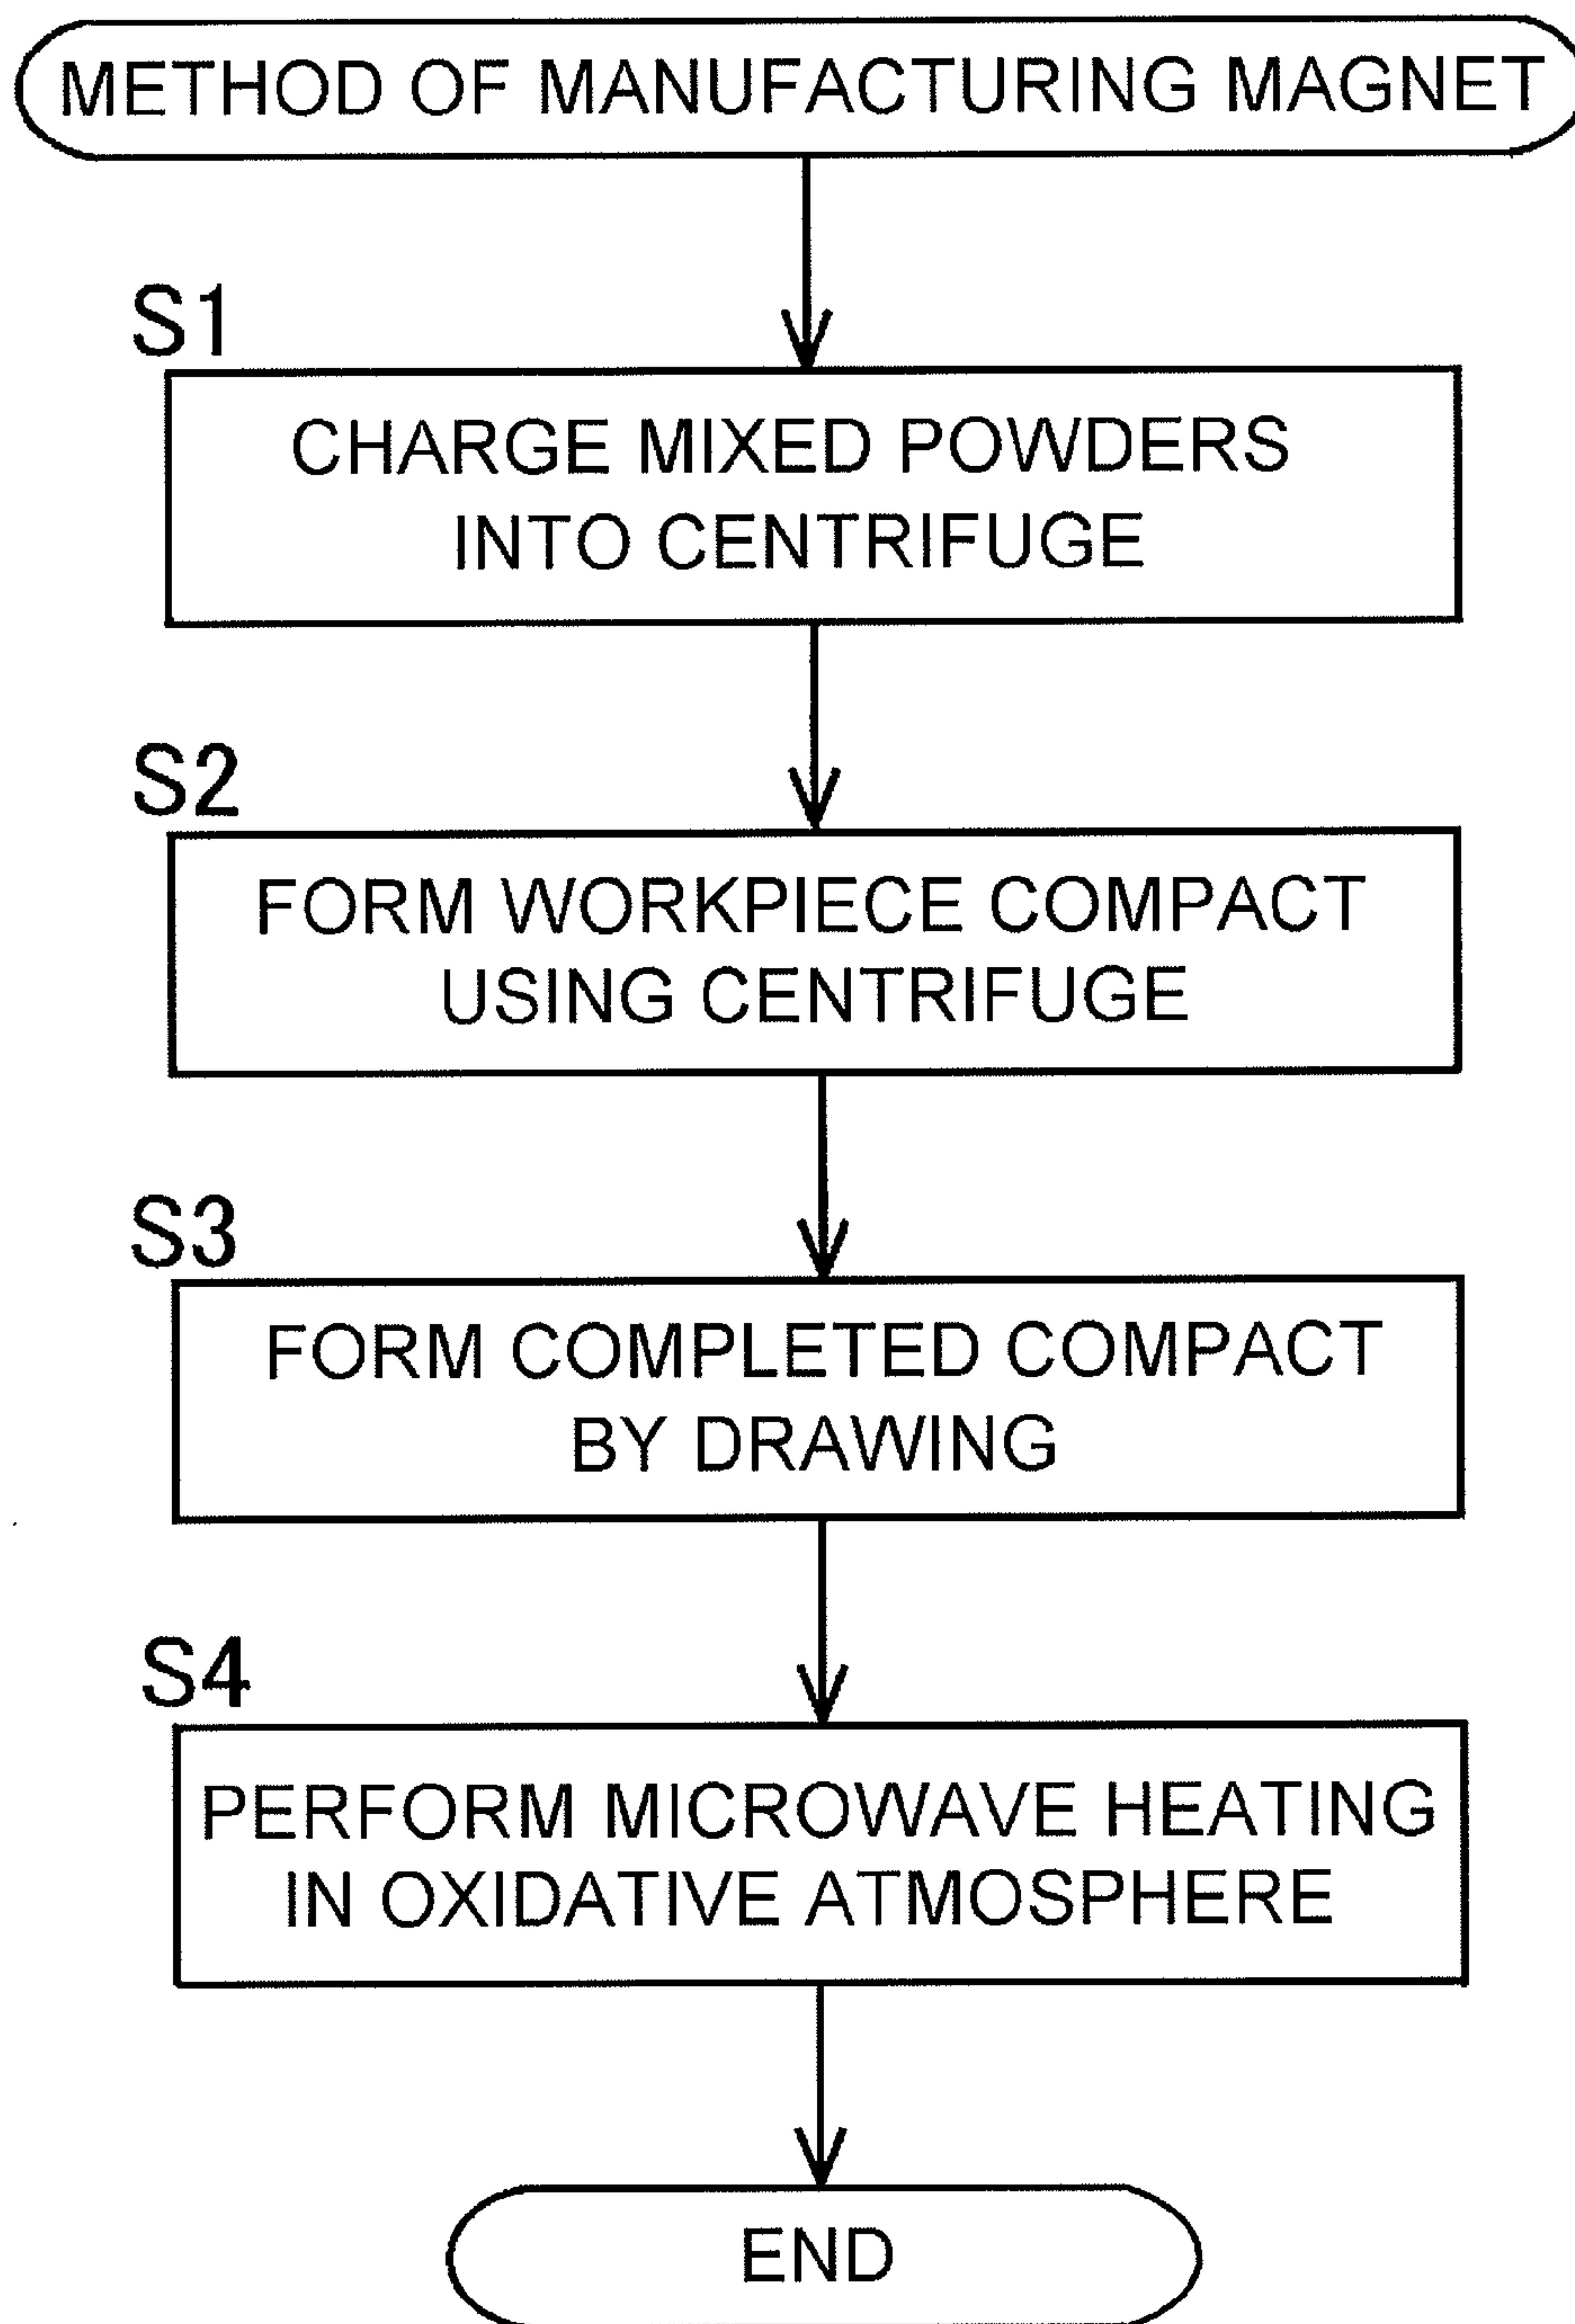 METHOD OF MANUFACTURING MAGNET
S1
CHARGE MIXED POWDERS
INTO CENTRIFUGE
S2
FORM WORKPIECE COMPACT
USING CENTRIFUGE
S3
FORM COMPLETED COMPACT
BY DRAWING
S4
PERFORM MICROWAVE HEATING
IN OXIDATIVE ATMOSPHERE
END